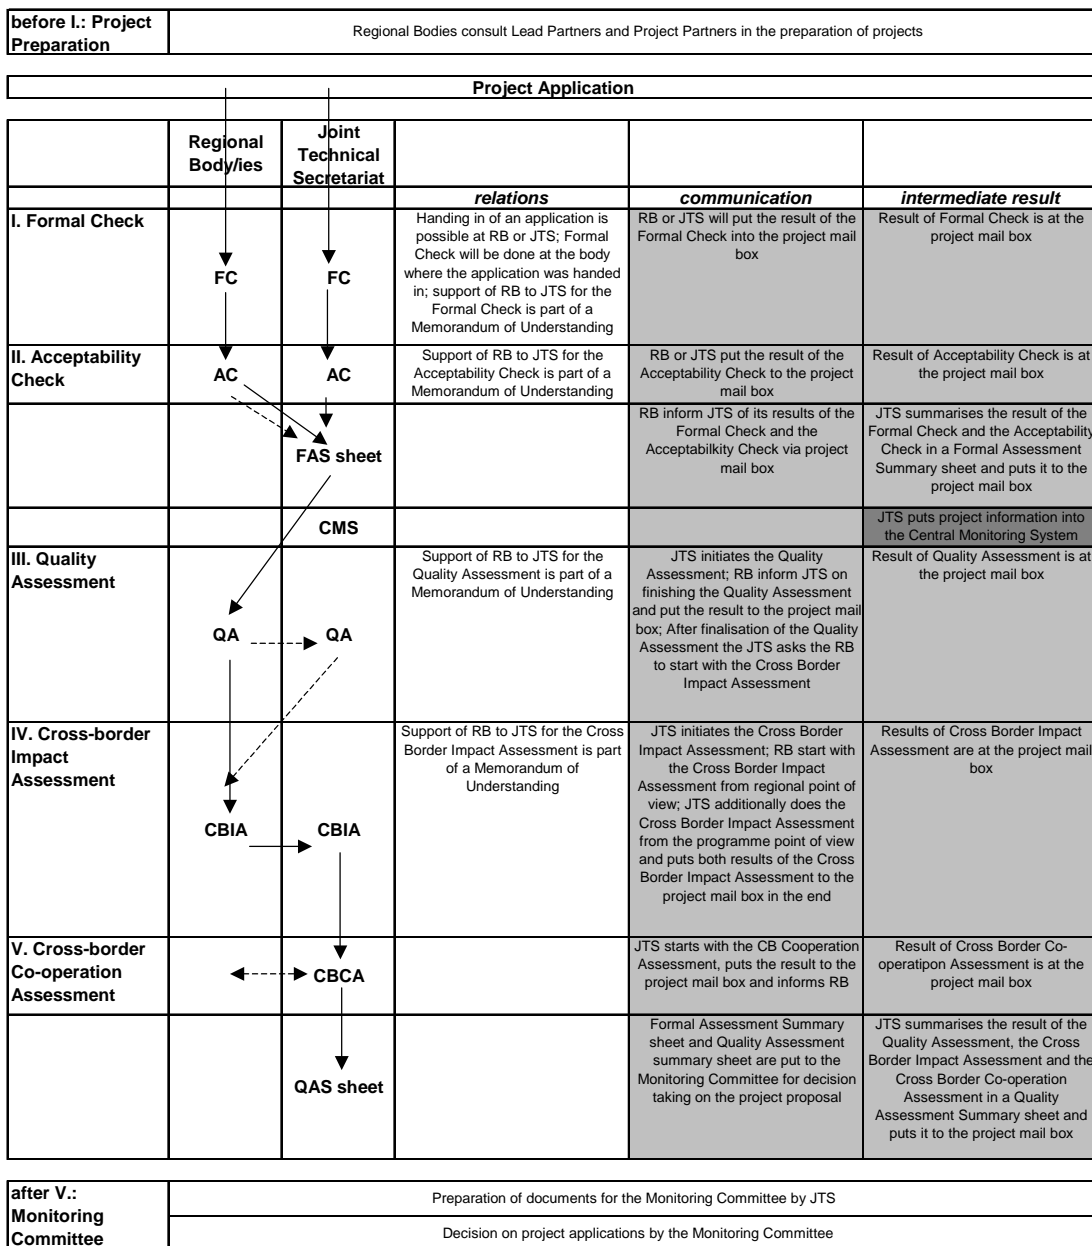 before I.: Project
Preparation
Regional Bodies consult Lead Partners and Project Partners in the preparation of projects
Project Application
Regional
Body/ies
Joint
Technical
Secretariat
relations
communication
intermediate result
I. Formal Check
FC
FC
Handing in of an application is
possible at RB or JTS; Formal
Check will be done at the body
where the application was handed
in; support of RB to JTS for the
Formal Check is part of a
Memorandum of Understanding
RB or JTS will put the result of the
Formal Check into the project mail
box
Result of Formal Check is at the
project mail box
II. Acceptability
Check
AC
AC
Support of RB to JTS for the
Acceptability Check is part of a
Memorandum of Understanding
RB or JTS put the result of the
Acceptability Check to the project
mail box
Result of Acceptability Check is at
the project mail box
FAS sheet
RB inform JTS of its results of the
Formal Check and the
Acceptabilkity Check via project
mail box
JTS summarises the result of the
Formal Check and the Acceptability
Check in a Formal Assessment
Summary sheet and puts it to the
project mail box
CMS
JTS puts project information into
the Central Monitoring System
III. Quality
Assessment
QA
QA
Support of RB to JTS for the
Quality Assessment is part of a
Memorandum of Understanding
JTS initiates the Quality
Assessment; RB inform JTS on
finishing the Quality Assessment
and put the result to the project mail
box; After finalisation of the Quality
Assessment the JTS asks the RB
to start with the Cross Border
Impact Assessment
Result of Quality Assessment is at
the project mail box
IV. Cross-border
Impact
Assessment
CBIA
CBIA
Support of RB to JTS for the Cross
Border Impact Assessment is part
of a Memorandum of
Understanding
JTS initiates the Cross Border
Impact Assessment; RB start with
the Cross Border Impact
Assessment from regional point of
view; JTS additionally does the
Cross Border Impact Assessment
from the programme point of view
and puts both results of the Cross
Border Impact Assessment to the
project mail box in the end
Results of Cross Border Impact
Assessment are at the project mail
box
V. Cross-border
Co-operation
Assessment
CBCA
JTS starts with the CB Cooperation
Assessment, puts the result to the
project mail box and informs RB
Result of Cross Border Co-
operatipon Assessment is at the
project mail box
QAS sheet
Formal Assessment Summary
sheet and Quality Assessment
summary sheet are put to the
Monitoring Committee for decision
taking on the project proposal
JTS summarises the result of the
Quality Assessment, the Cross
Border Impact Assessment and the
Cross Border Co-operation
Assessment in a Quality
Assessment Summary sheet and
puts it to the project mail box
after V.:
Monitoring
Committee
Preparation of documents for the Monitoring Committee by JTS
Decision on project applications by the Monitoring Committee